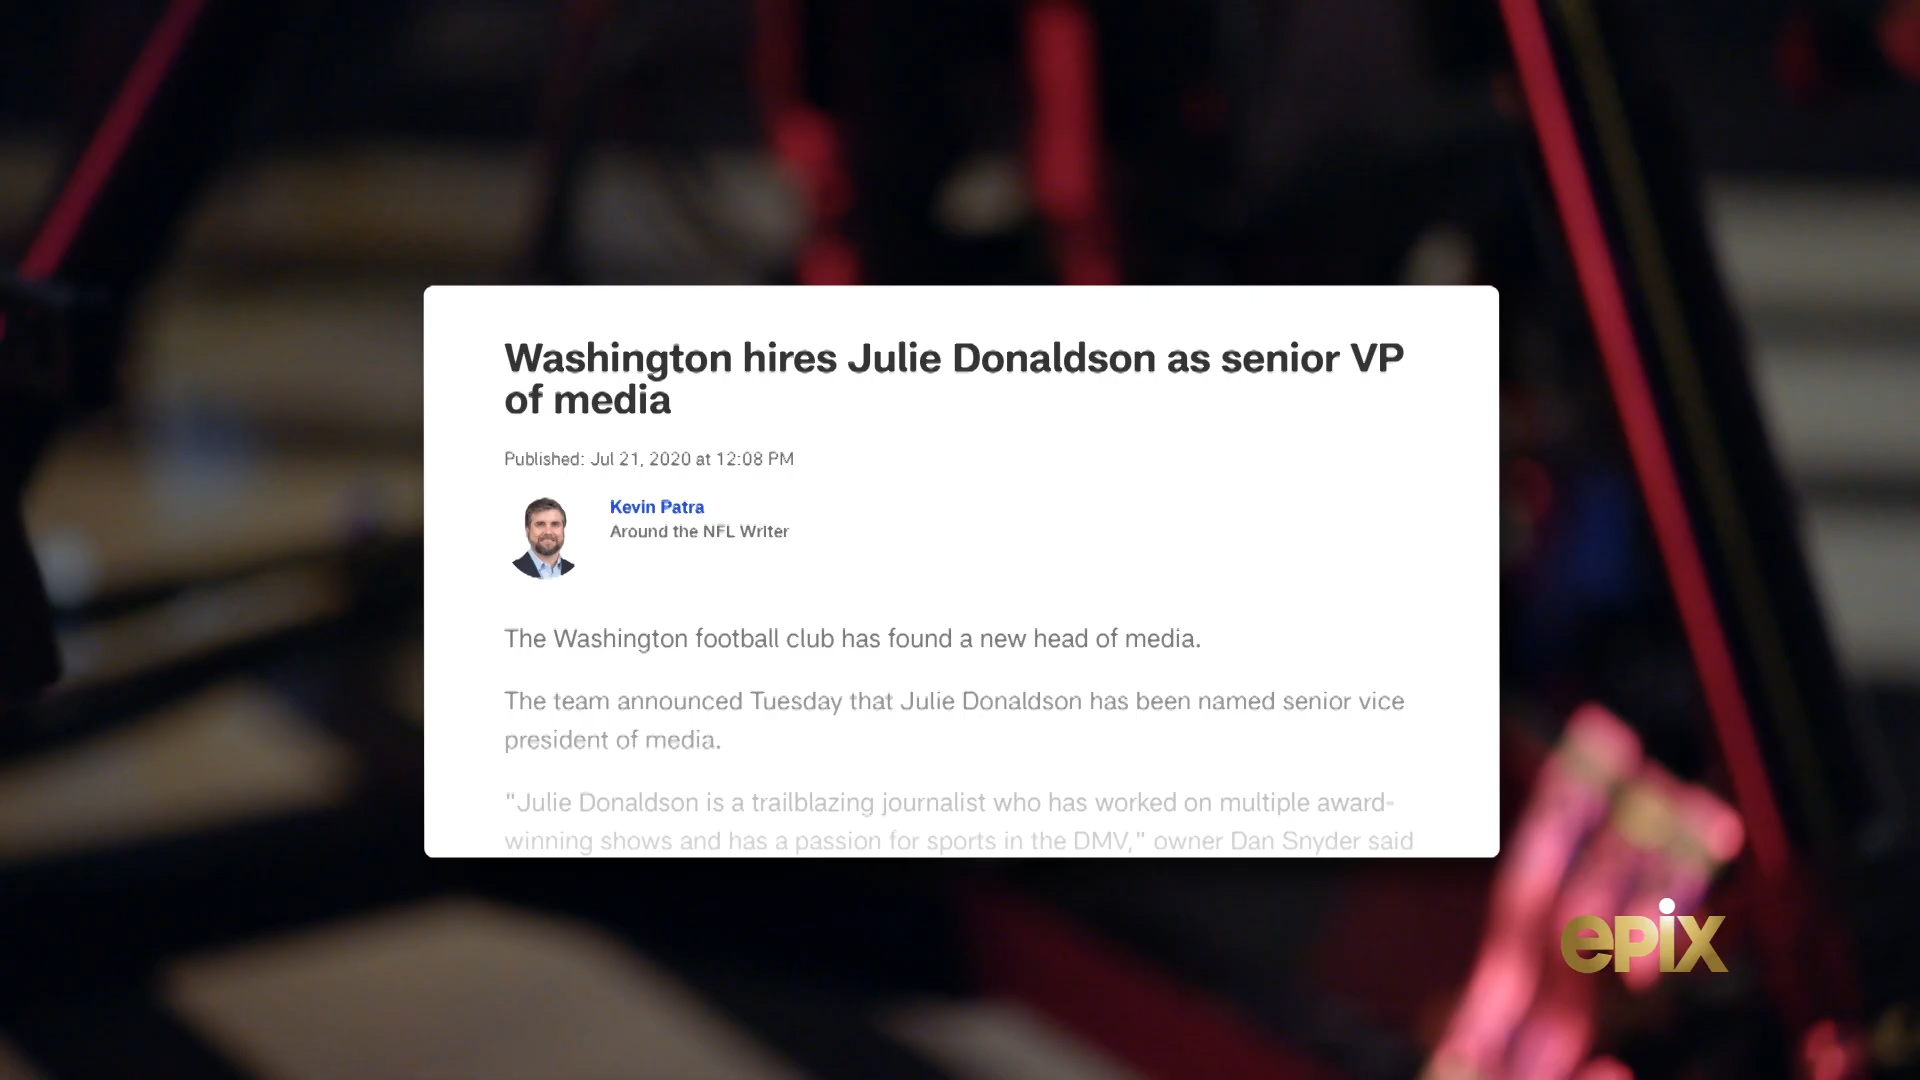 Washington hires Julie Donaldson as senior VP
of media
Published: Jul 21, 2020 at 12:08 PM
Kevin Patra
Around the NFL Writer
The Washington football club has found a new head of media.
The team announced Tuesday that Julie Donaldson has been named senior vice
president of media.
"Julie Donaldson is a trailblazing journalist who has worked on multiple award-
winning shows and has a passion for sports in the DMV," owner Dan Snyder said
epix